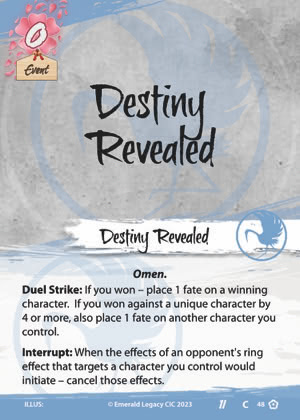 0
Event
Destiny
Revealed
Destiny Revealed
Omen.
Duel Strike: If you won – place 1 fate on a winning
character.  If you won against a unique character by
4 or more, also place 1 fate on another character you
control.
Interrupt: When the effects of an opponent's ring
effect that targets a character you control would
initiate – cancel those effects.
ILLUS:
© Emerald Legacy CIC 2023
C
48